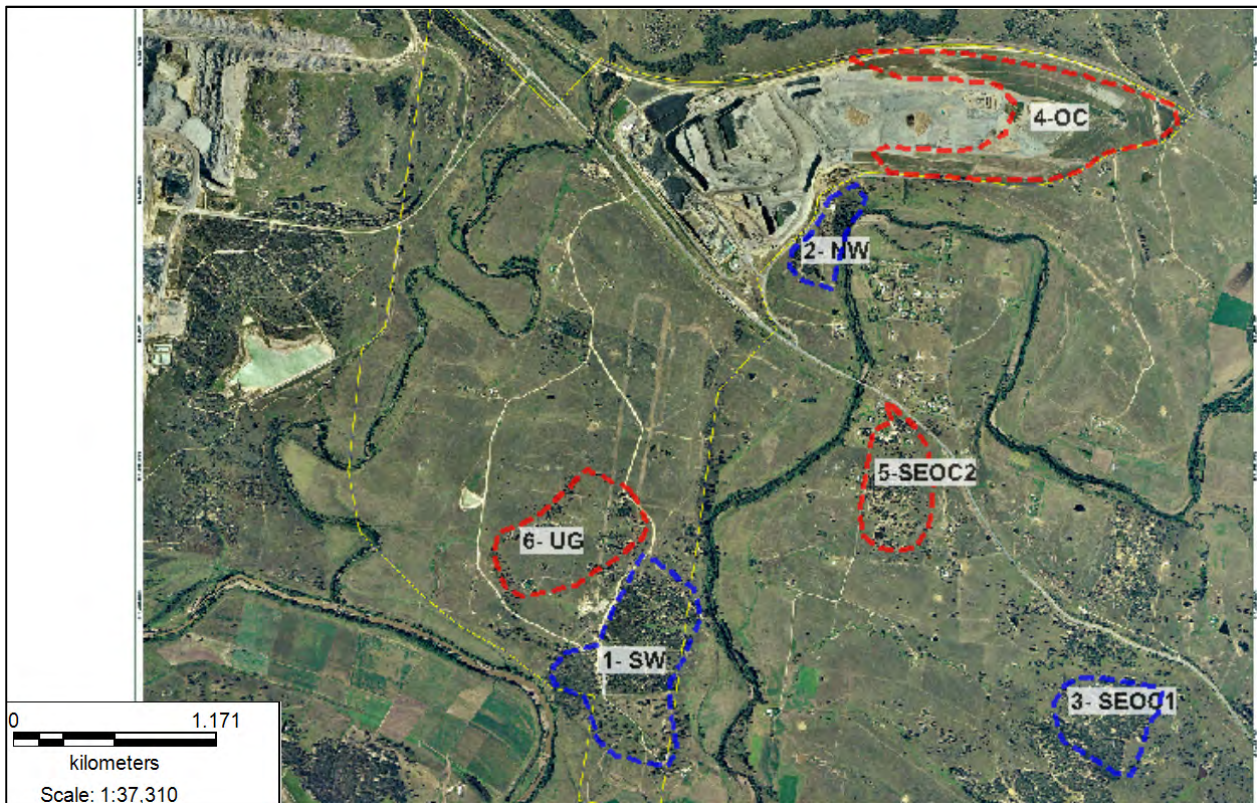 4-OC
2- NW
5-SEOC2
6- UG
1- SW
3- SEOC1
0 1.171
kilometers
Scale: 1:37,310